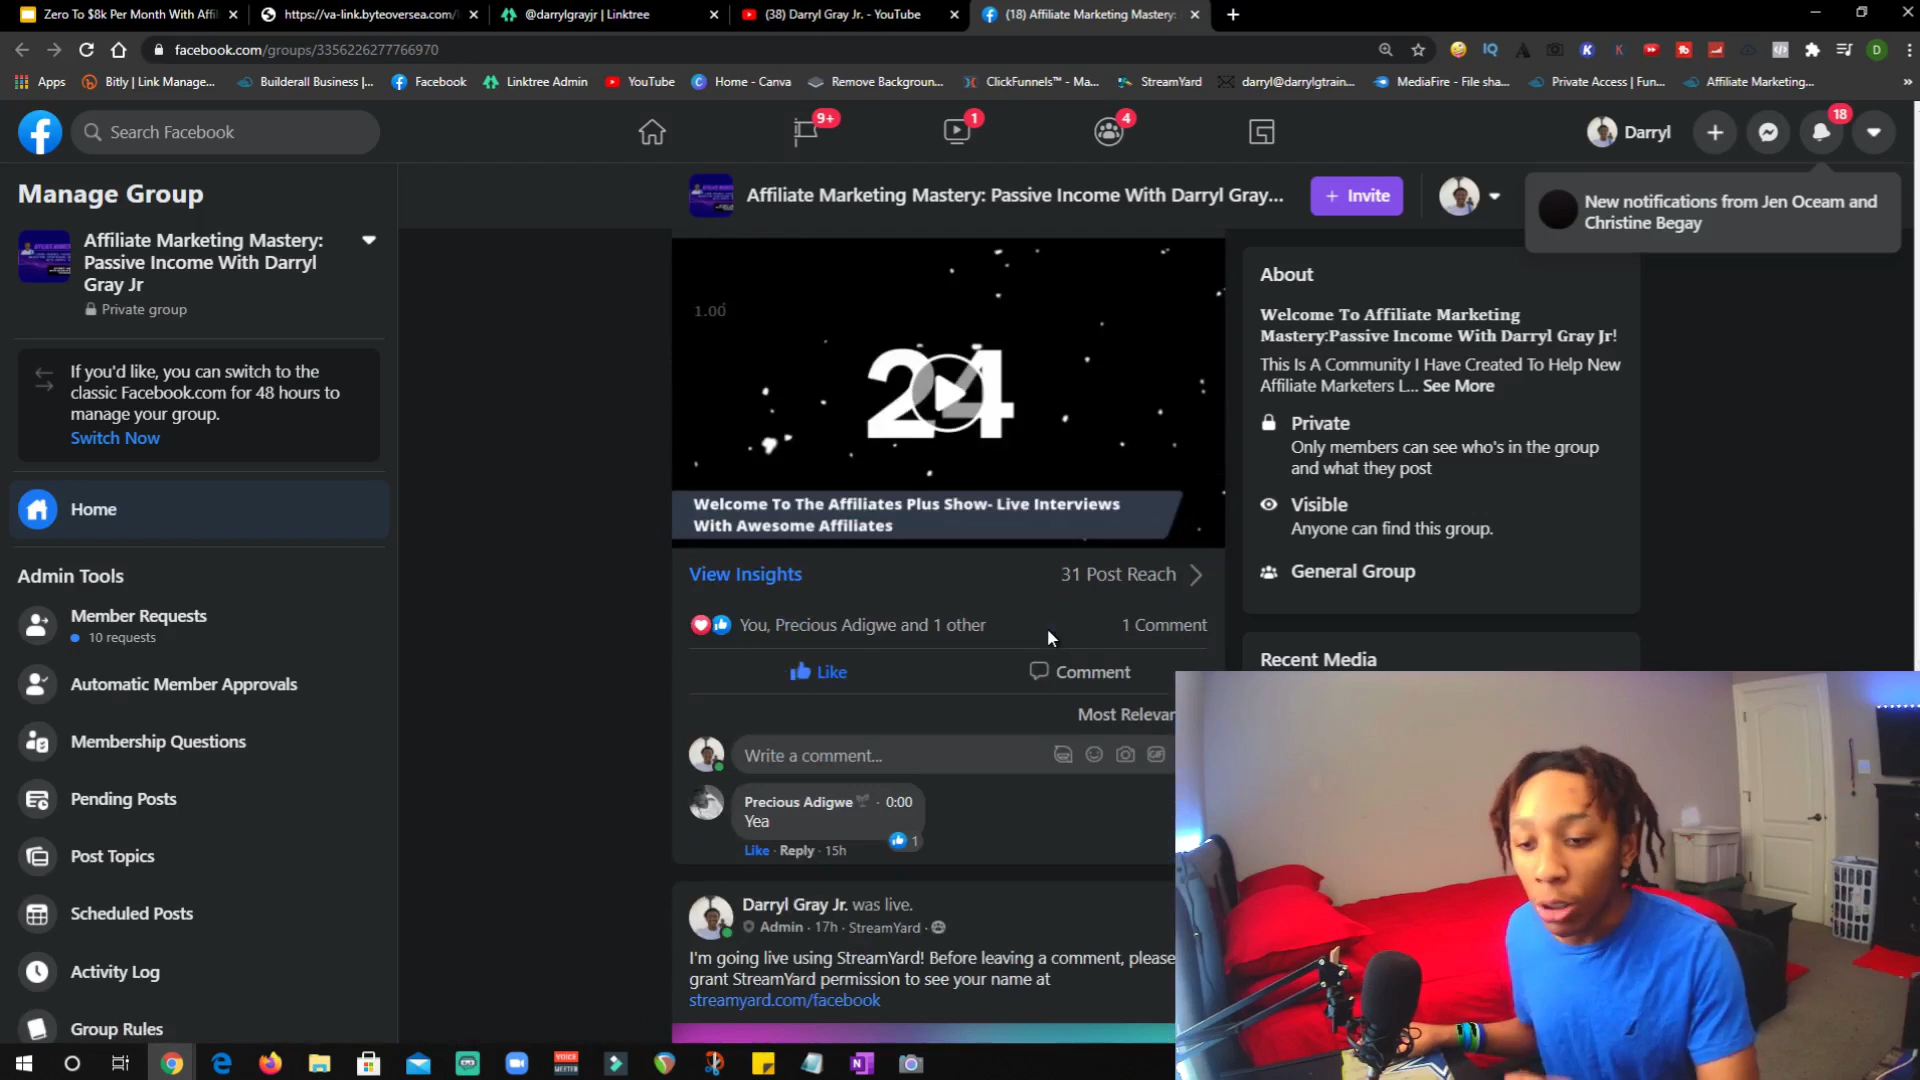 Zero To $8k Per Month With Affil
https://va-link.byteoversea.com/
@darrylgrayjr | Linktree
(38) Darryl Gray Jr. - YouTube
(18) Affiliate Marketing Mastery:
facebook.com/groups/3356226277766970
Apps
Bitly | Link Manage...
Builderall Business |...
Facebook
Linktree Admin
YouTube
Home - Canva
Remove Backgroun...
ClickFunnels™ - Ma...
StreamYard
darryl@darrylgtrain...
MediaFire - File sha...
Private Access | Fun...
Affiliate Marketing...
Search Facebook
9+
1
4
Darryl
18
Manage Group
Affiliate Marketing Mastery:
Passive Income With Darryl
Gray Jr
Private group
If you'd like, you can switch to the
classic Facebook.com for 48 hours to
manage your group.
Switch Now
Home
Admin Tools
Member Requests
10 requests
Automatic Member Approvals
Membership Questions
Pending Posts
Post Topics
Scheduled Posts
Activity Log
Group Rules
Affiliate Marketing Mastery: Passive Income With Darryl Gray...
+ Invite
New notifications from Jen Oceam and
Christine Begay
1.00
24
Welcome To The Affiliates Plus Show- Live Interviews
With Awesome Affiliates
View Insights
31 Post Reach
You, Precious Adigwe and 1 other
1 Comment
Like
Comment
Most Relevan
Write a comment...
Precious Adigwe · 0:00
Yea
1
Like · Reply · 15h
Darryl Gray Jr. was live.
Admin · 17h · StreamYard ·
I'm going live using StreamYard! Before leaving a comment, please
grant StreamYard permission to see your name at
streamyard.com/facebook
About
Welcome To Affiliate Marketing
Mastery:Passive Income With Darryl Gray Jr!
This Is A Community I Have Created To Help New
Affiliate Marketers L... See More
Private
Only members can see who's in the group
and what they post
Visible
Anyone can find this group.
General Group
Recent Media